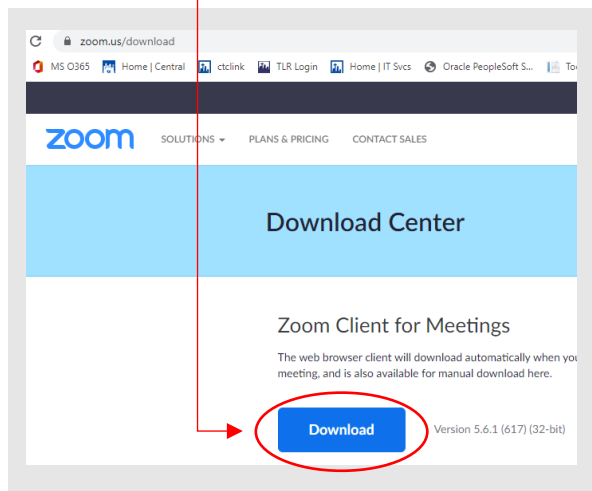 zoom.us/download
MS O365 Home | Central ctclink TLR Login Home | IT Svcs Oracle PeopleSoft S...
zoom SOLUTIONS PLANS & PRICING CONTACT SALES
Download Center
Zoom Client for Meetings
The web browser client will download automatically when you
meeting, and is also available for manual download here.
Download Version 5.6.1 (617) (32-bit)